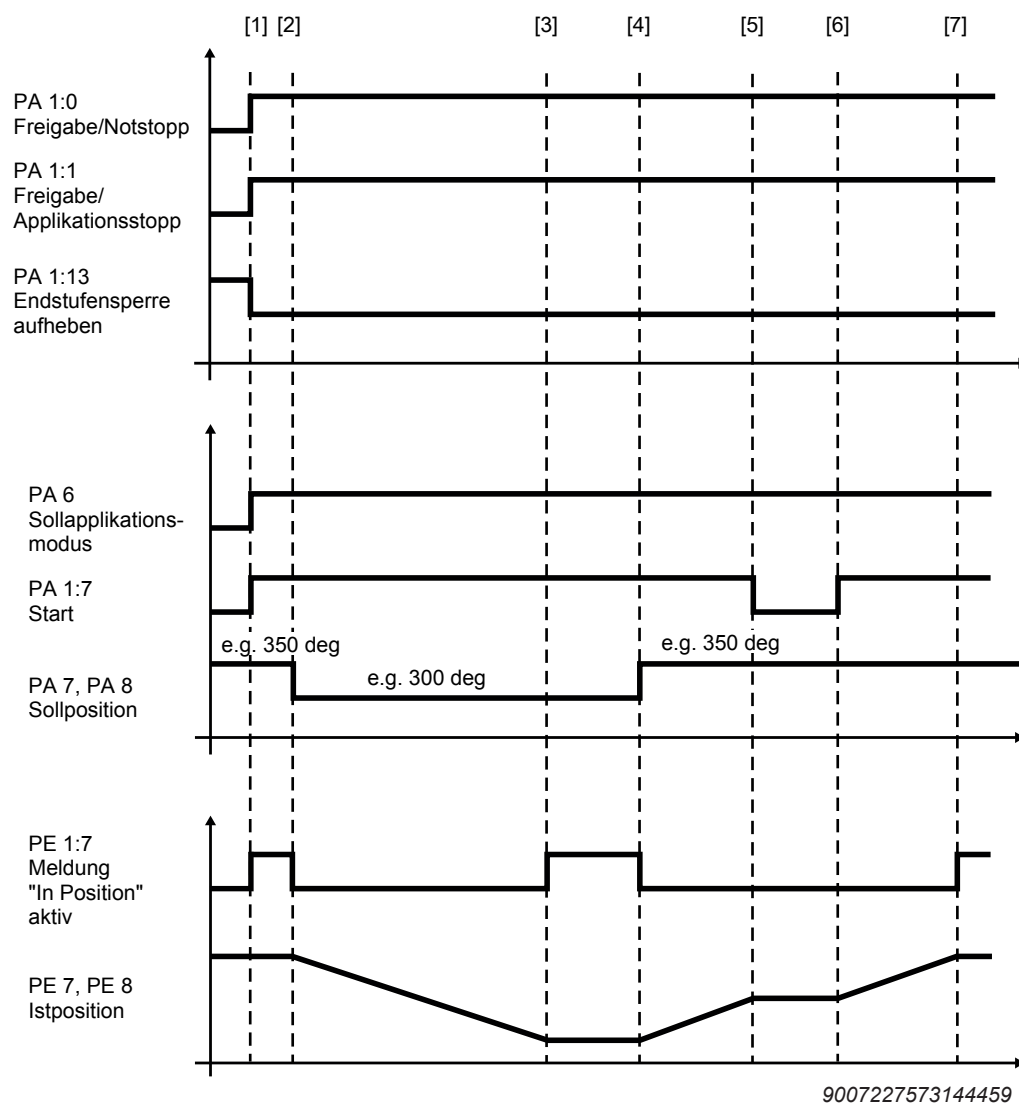 [1] [2] [3] [4] [5] [6] [7]
PA 1:0
Freigabe/Notstopp
PA 1:1
Freigabe/
Applikationsstopp
PA 1:13
Endstufensperre
aufheben
PA 6
Sollapplikations-
modus
PA 1:7
Start
e.g. 350 deg
e.g. 300 deg
e.g. 350 deg
PA 7, PA 8
Sollposition
PE 1:7
Meldung
"In Position"
aktiv
PE 7, PE 8
Istposition
9007227573144459